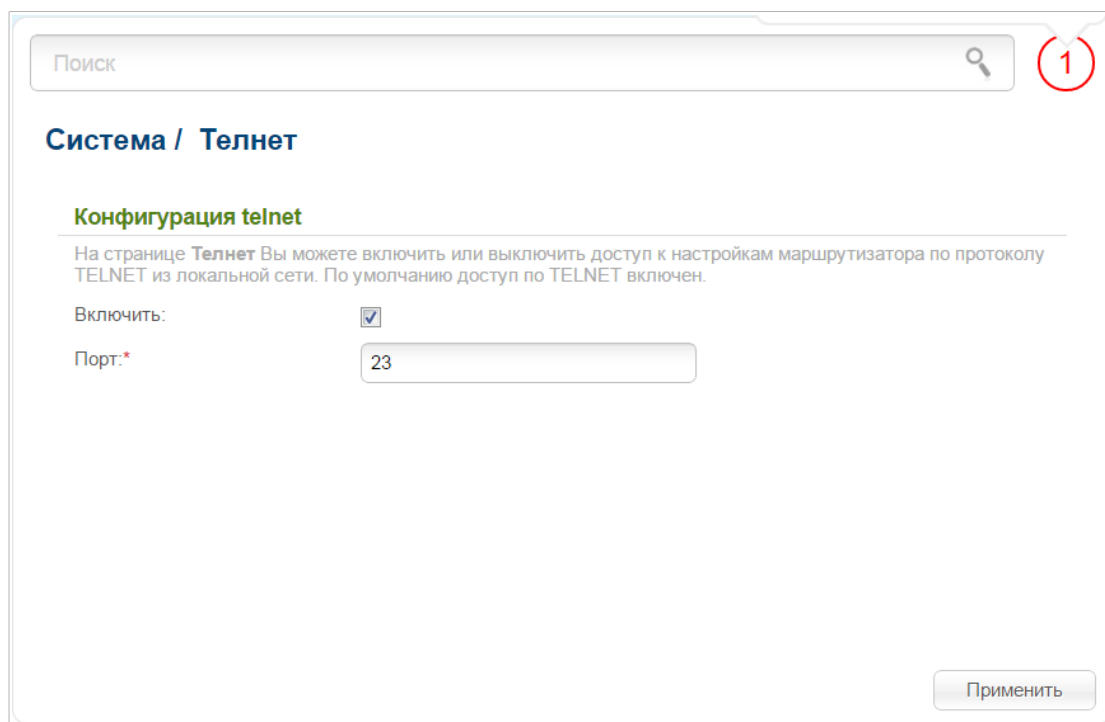 Поиск
1
Система / Телнет
Конфигурация telnet
На странице Телнет Вы можете включить или выключить доступ к настройкам маршрутизатора по протоколу
TELNET из локальной сети. По умолчанию доступ по TELNET включен.
Включить:
Порт:*
23
Применить